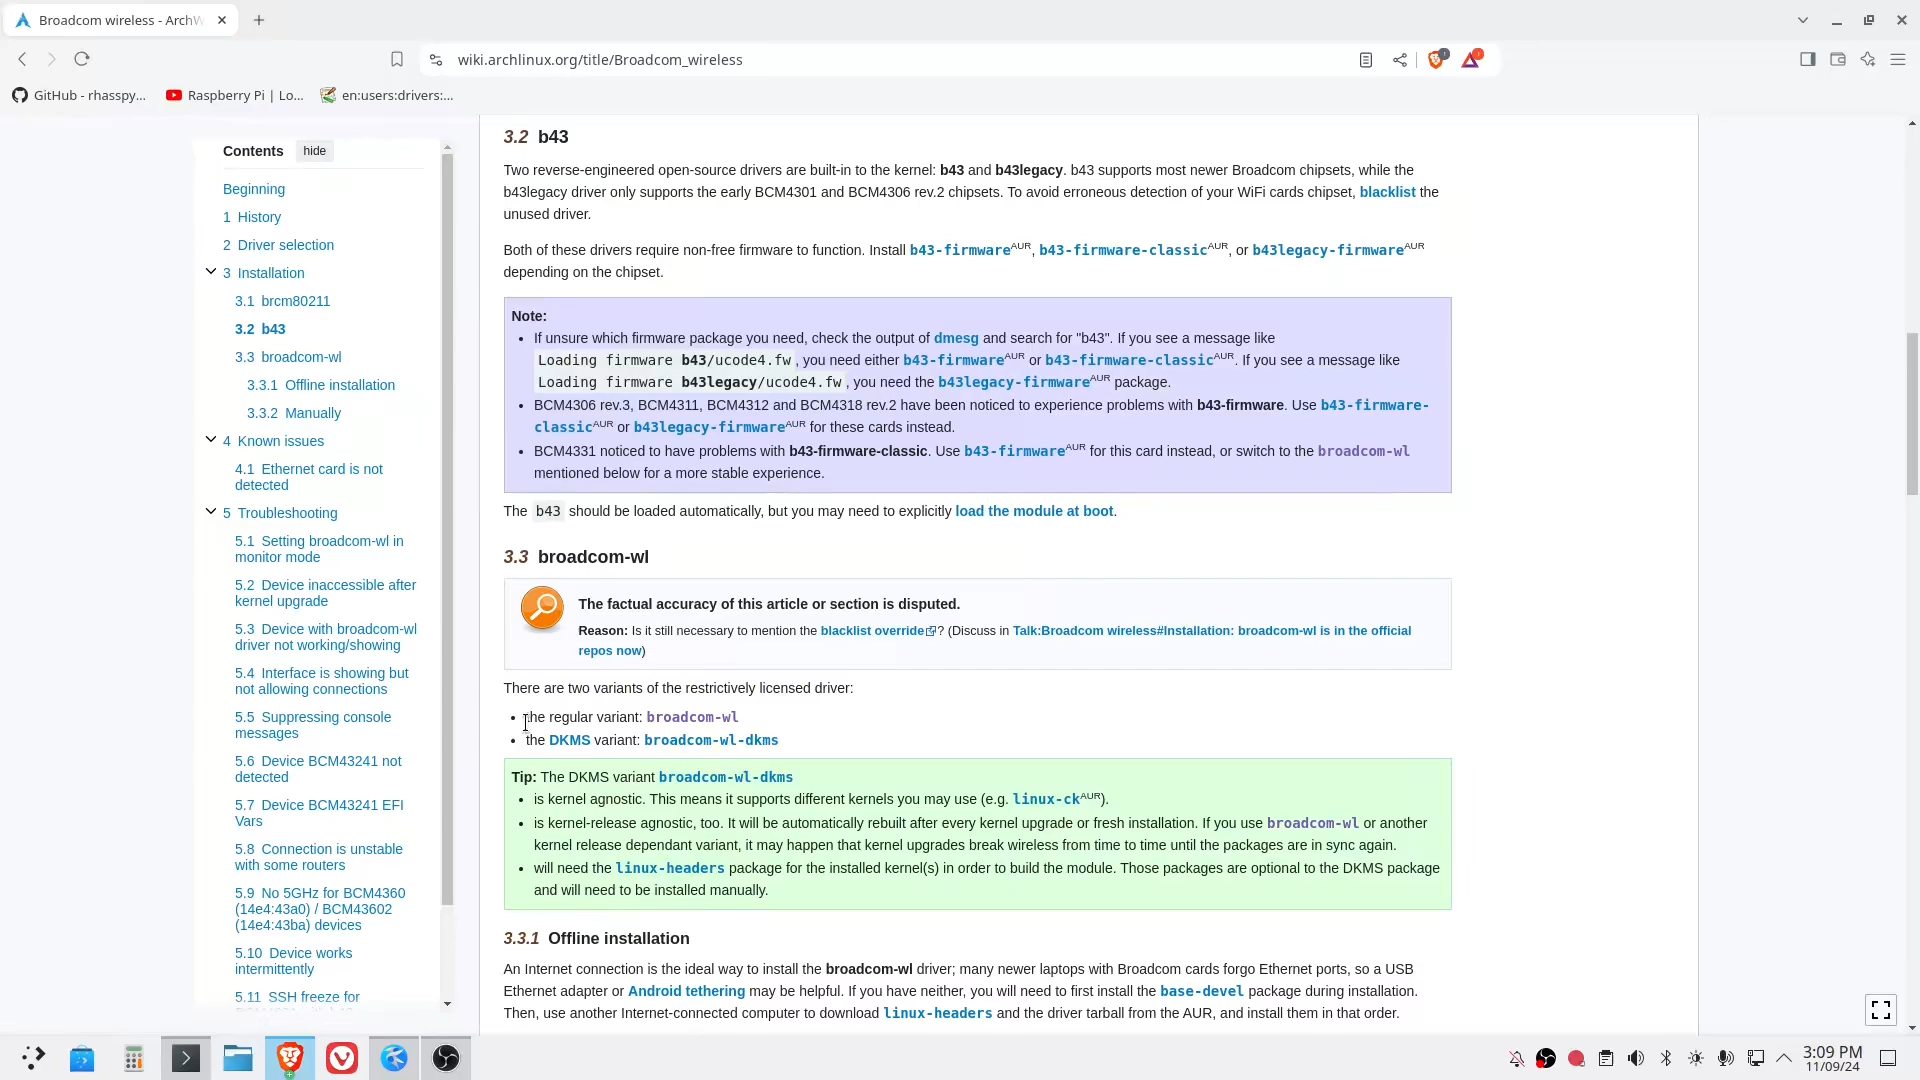 Broadcom wireless - ArchW
wiki.archlinux.org/title/Broadcom_wireless
GitHub - rhasspy...
Raspberry Pi | Lo...
en:users:drivers:...
Contents
hide
Beginning
1 History
2 Driver selection
3 Installation
3.1 brcm80211
3.2 b43
3.3 broadcom-wl
3.3.1 Offline installation
3.3.2 Manually
4 Known issues
4.1 Ethernet card is not
detected
5 Troubleshooting
5.1 Setting broadcom-wl in
monitor mode
5.2 Device inaccessible after
kernel upgrade
5.3 Device with broadcom-wl
driver not working/showing
5.4 Interface is showing but
not allowing connections
5.5 Suppressing console
messages
5.6 Device BCM43241 not
detected
5.7 Device BCM43241 EFI
Vars
5.8 Connection is unstable
with some routers
5.9 No 5GHz for BCM4360
(14e4:43a0) / BCM43602
(14e4:43ba) devices
5.10 Device works
intermittently
5.11 SSH freeze for
3.2 b43
Two reverse-engineered open-source drivers are built-in to the kernel: b43 and b43legacy. b43 supports most newer Broadcom chipsets, while the
b43legacy driver only supports the early BCM4301 and BCM4306 rev.2 chipsets. To avoid erroneous detection of your WiFi cards chipset, blacklist the
unused driver.
Both of these drivers require non-free firmware to function. Install b43-firmwareAUR, b43-firmware-classicAUR, or b43legacy-firmwareAUR
depending on the chipset.
Note:
• If unsure which firmware package you need, check the output of dmesg and search for "b43". If you see a message like
Loading firmware b43/ucode4.fw, you need either b43-firmwareAUR or b43-firmware-classicAUR. If you see a message like
Loading firmware b43legacy/ucode4.fw, you need the b43legacy-firmwareAUR package.
• BCM4306 rev.3, BCM4311, BCM4312 and BCM4318 rev.2 have been noticed to experience problems with b43-firmware. Use b43-firmware-
classicAUR or b43legacy-firmwareAUR for these cards instead.
• BCM4331 noticed to have problems with b43-firmware-classic. Use b43-firmwareAUR for this card instead, or switch to the broadcom-wl
mentioned below for a more stable experience.
The b43 should be loaded automatically, but you may need to explicitly load the module at boot.
3.3 broadcom-wl
The factual accuracy of this article or section is disputed.
Reason: Is it still necessary to mention the blacklist override? (Discuss in Talk:Broadcom wireless#Installation: broadcom-wl is in the official
repos now)
There are two variants of the restrictively licensed driver:
• the regular variant: broadcom-wl
• the DKMS variant: broadcom-wl-dkms
Tip: The DKMS variant broadcom-wl-dkms
• is kernel agnostic. This means it supports different kernels you may use (e.g. linux-ckAUR).
• is kernel-release agnostic, too. It will be automatically rebuilt after every kernel upgrade or fresh installation. If you use broadcom-wl or another
kernel release dependant variant, it may happen that kernel upgrades break wireless from time to time until the packages are in sync again.
• will need the linux-headers package for the installed kernel(s) in order to build the module. Those packages are optional to the DKMS package
and will need to be installed manually.
3.3.1 Offline installation
An Internet connection is the ideal way to install the broadcom-wl driver; many newer laptops with Broadcom cards forgo Ethernet ports, so a USB
Ethernet adapter or Android tethering may be helpful. If you have neither, you will need to first install the base-devel package during installation.
Then, use another Internet-connected computer to download linux-headers and the driver tarball from the AUR, and install them in that order.
3:09 PM
11/09/24